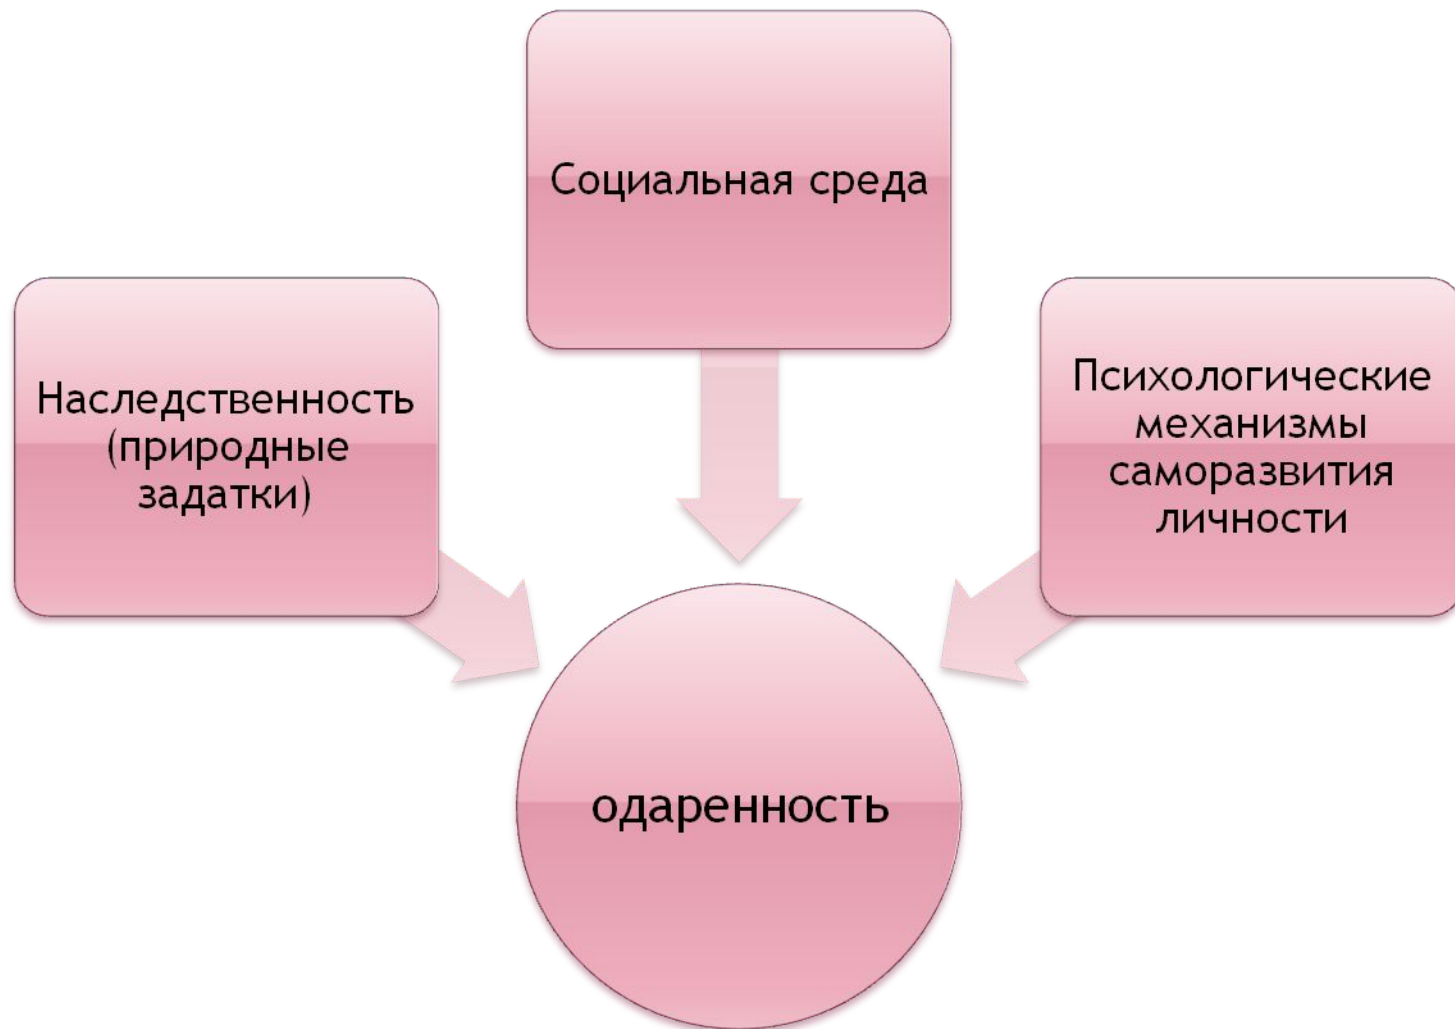 Социальная среда
Наследственность
(природные
задатки)
Психологические
механизмы
саморазвития
личности
одаренность